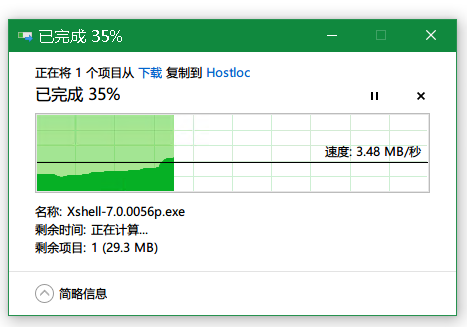 已完成 35%
正在将 1 个项目从 下载 复制到 Hostloc
已完成 35%
速度: 3.48 MB/秒
名称: Xshell-7.0.0056p.exe
剩余时间: 正在计算...
剩余项目: 1 (29.3 MB)
简略信息